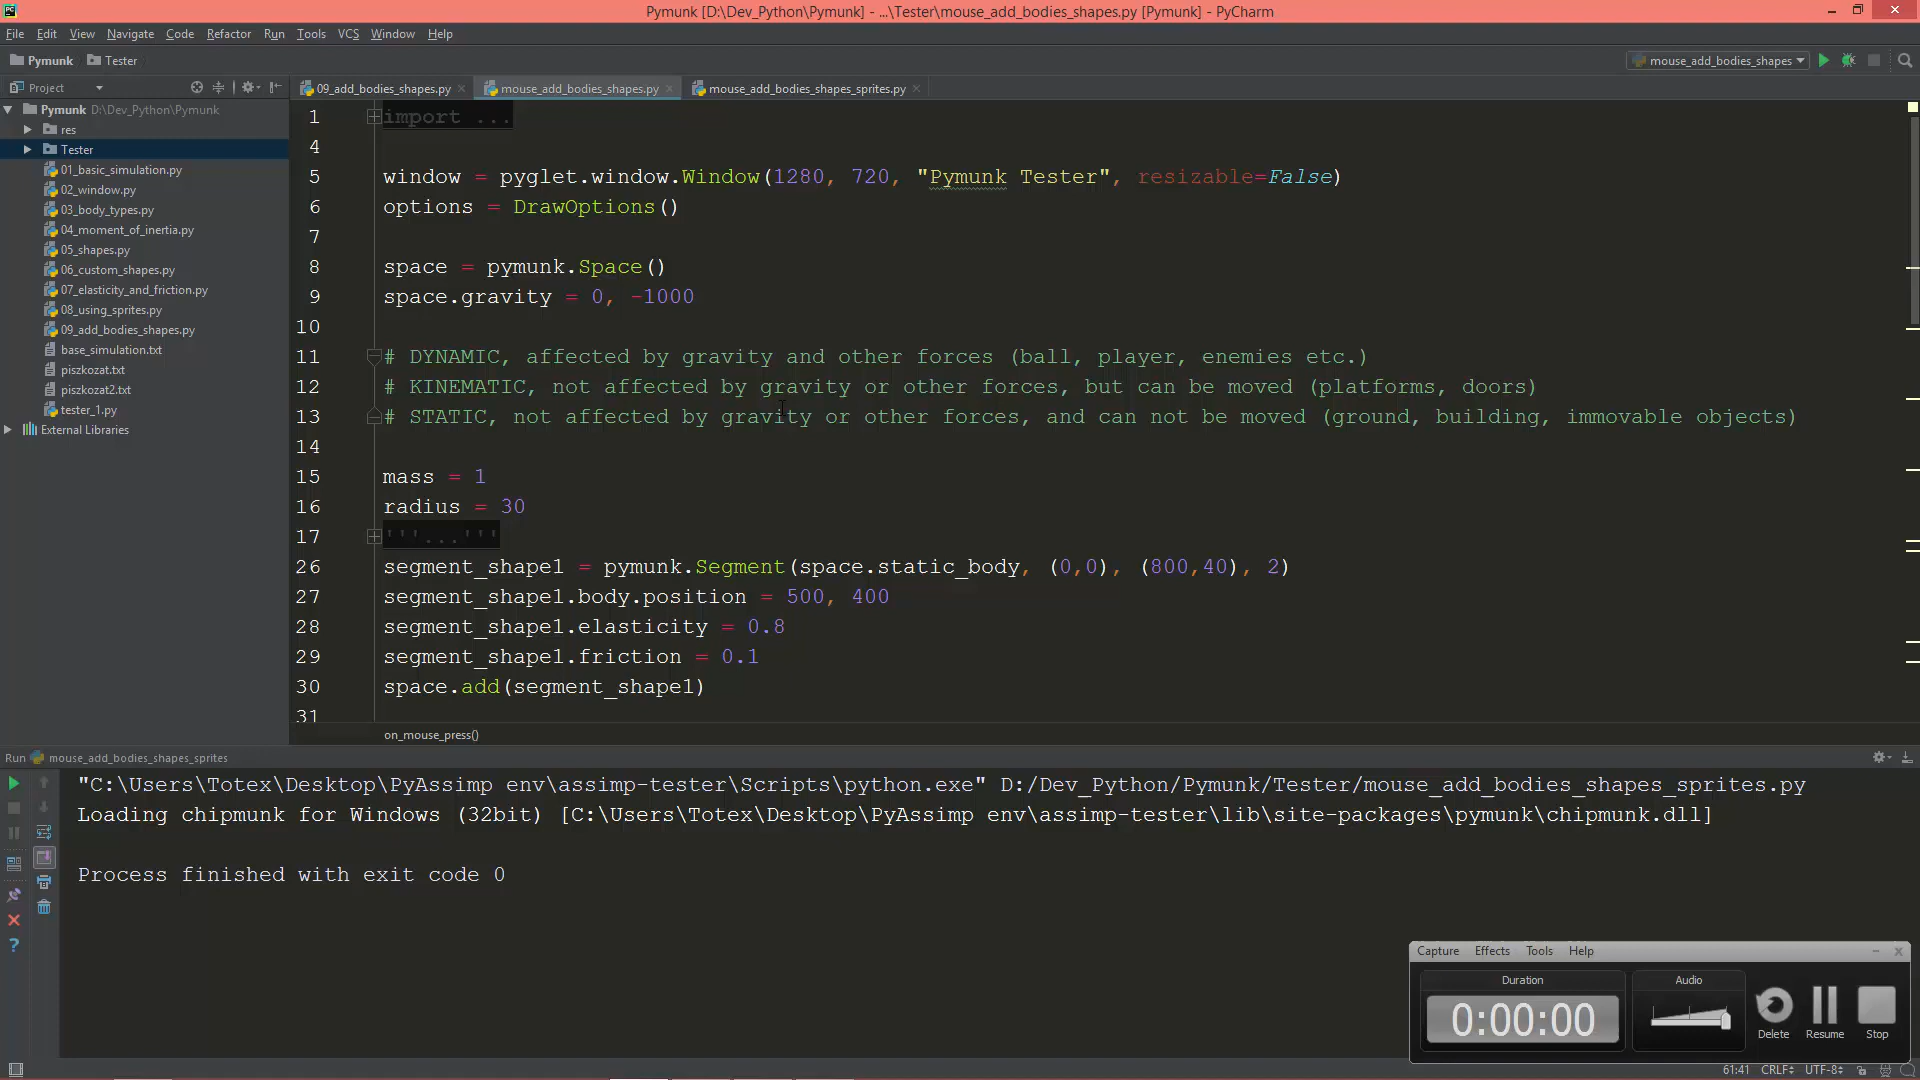 Pymunk [D:\Dev_Python\Pymunk] - ...\Tester\mouse_add_bodies_shapes.py [Pymunk] - PyCharm
File Edit View Navigate Code Refactor Run Tools VCS Window Help
Pymunk Tester
mouse_add_bodies_shapes
Project
09_add_bodies_shapes.py mouse_add_bodies_shapes.py mouse_add_bodies_shapes_sprites.py
Pymunk D:\Dev_Python\Pymunk
res
Tester
01_basic_simulation.py
02_window.py
03_body_types.py
04_moment_of_inertia.py
05_shapes.py
06_custom_shapes.py
07_elasticity_and_friction.py
08_using_sprites.py
09_add_bodies_shapes.py
base_simulation.txt
piszkozat.txt
piszkozat2.txt
tester_1.py
External Libraries
1 import ...
4
5 window = pyglet.window.Window(1280, 720, "Pymunk Tester", resizable=False)
6 options = DrawOptions()
7
8 space = pymunk.Space()
9 space.gravity = 0, -1000
10
11 # DYNAMIC, affected by gravity and other forces (ball, player, enemies etc.)
12 # KINEMATIC, not affected by gravity or other forces, but can be moved (platforms, doors)
13 # STATIC, not affected by gravity or other forces, and can not be moved (ground, building, immovable objects)
14
15 mass = 1
16 radius = 30
17 '''...'''
26 segment_shape1 = pymunk.Segment(space.static_body, (0,0), (800,40), 2)
27 segment_shape1.body.position = 500, 400
28 segment_shape1.elasticity = 0.8
29 segment_shape1.friction = 0.1
30 space.add(segment_shape1)
31
on_mouse_press()
Run mouse_add_bodies_shapes_sprites
"C:\Users\Totex\Desktop\PyAssimp env\assimp-tester\Scripts\python.exe" D:/Dev_Python/Pymunk/Tester/mouse_add_bodies_shapes_sprites.py
Loading chipmunk for Windows (32bit) [C:\Users\Totex\Desktop\PyAssimp env\assimp-tester\lib\site-packages\pymunk\chipmunk.dll]
Process finished with exit code 0
Capture Effects Tools Help
Duration
Audio
0:00:00
Delete Resume Stop
61:41 CRLF UTF-8